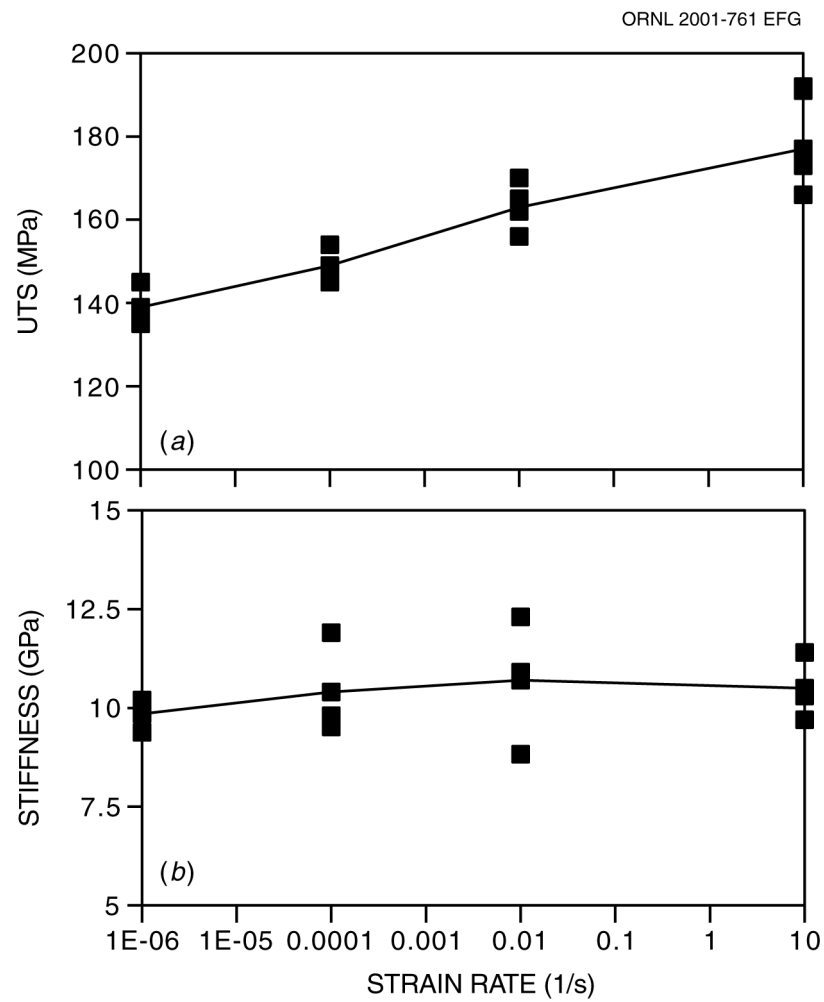 ORNL 2001-761 EFG
200
180
160
140
120
100
UTS (MPa)
(a)
15
12.5
10
7.5
5
STIFFNESS (GPa)
(b)
1E-06 1E-05 0.0001 0.001 0.01 0.1 1 10
STRAIN RATE (1/s)